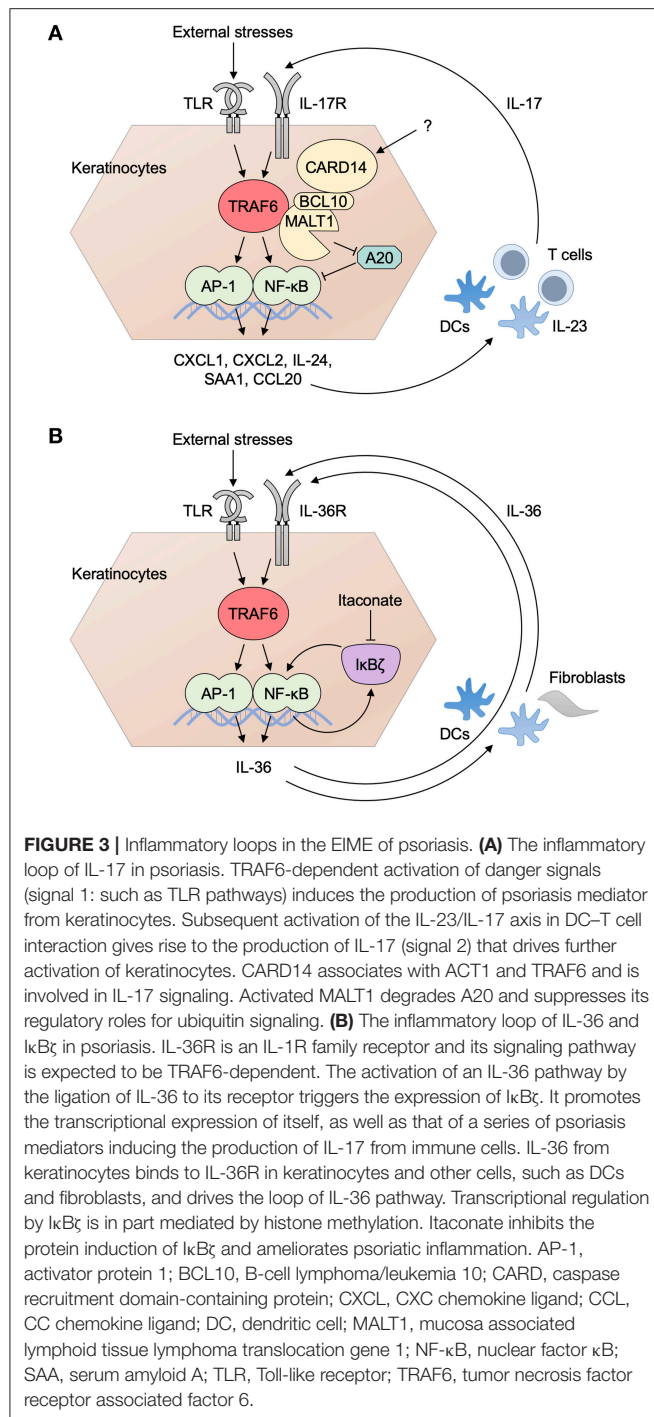 A
External stresses
TLR
IL-17R
IL-17
Keratinocytes
CARD14
?
BCL10
TRAF6
MALT1
A20
T cells
AP-1
NF-κB
DCs
IL-23
CXCL1, CXCL2, IL-24,
SAA1, CCL20
B
External stresses
TLR
IL-36R
IL-36
Keratinocytes
Itaconate
TRAF6
IκBζ
AP-1
NF-κB
Fibroblasts
DCs
IL-36
FIGURE 3 | Inflammatory loops in the EIME of psoriasis. (A) The inflammatory
loop of IL-17 in psoriasis. TRAF6-dependent activation of danger signals
(signal 1: such as TLR pathways) induces the production of psoriasis mediator
from keratinocytes. Subsequent activation of the IL-23/IL-17 axis in DC–T cell
interaction gives rise to the production of IL-17 (signal 2) that drives further
activation of keratinocytes. CARD14 associates with ACT1 and TRAF6 and is
involved in IL-17 signaling. Activated MALT1 degrades A20 and suppresses its
regulatory roles for ubiquitin signaling. (B) The inflammatory loop of IL-36 and
IκBζ in psoriasis. IL-36R is an IL-1R family receptor and its signaling pathway
is expected to be TRAF6-dependent. The activation of an IL-36 pathway by
the ligation of IL-36 to its receptor triggers the expression of IκBζ. It promotes
the transcriptional expression of itself, as well as that of a series of psoriasis
mediators inducing the production of IL-17 from immune cells. IL-36 from
keratinocytes binds to IL-36R in keratinocytes and other cells, such as DCs
and fibroblasts, and drives the loop of IL-36 pathway. Transcriptional regulation
by IκBζ is in part mediated by histone methylation. Itaconate inhibits the
protein induction of IκBζ and ameliorates psoriatic inflammation. AP-1,
activator protein 1; BCL10, B-cell lymphoma/leukemia 10; CARD, caspase
recruitment domain-containing protein; CXCL, CXC chemokine ligand; CCL,
CC chemokine ligand; DC, dendritic cell; MALT1, mucosa associated
lymphoid tissue lymphoma translocation gene 1; NF-κB, nuclear factor κB;
SAA, serum amyloid A; TLR, Toll-like receptor; TRAF6, tumor necrosis factor
receptor associated factor 6.